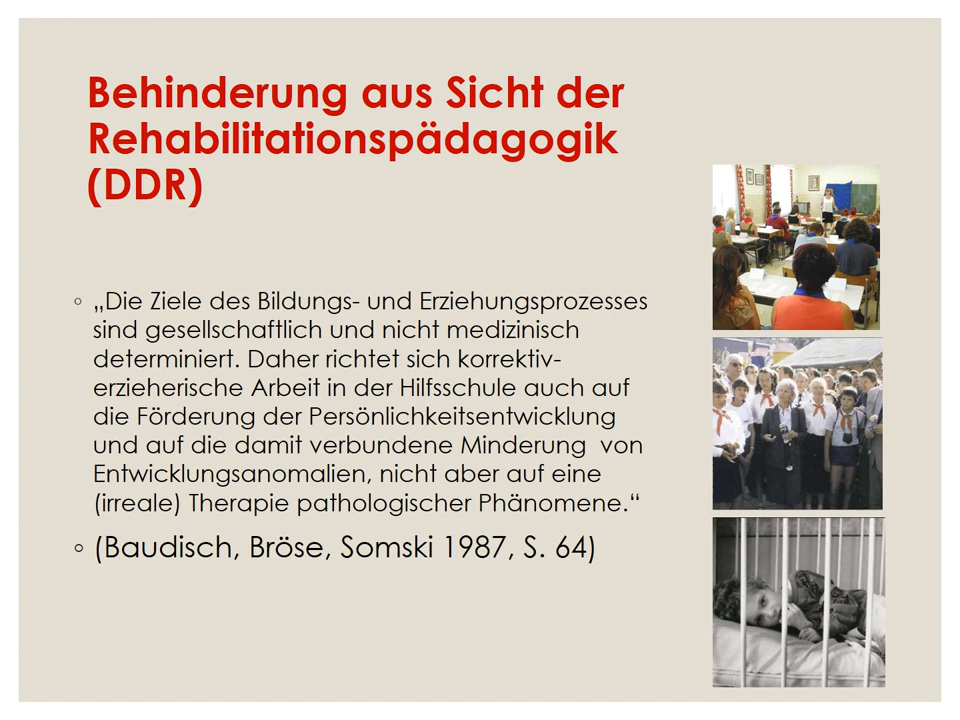 Behinderung aus Sicht der
Rehabilitationspädagogik
(DDR)
◦ „Die Ziele des Bildungs- und Erziehungsprozesses
sind gesellschaftlich und nicht medizinisch
determiniert. Daher richtet sich korrektiv-
erzieherische Arbeit in der Hilfsschule auch auf
die Förderung der Persönlichkeitsentwicklung
und auf die damit verbundene Minderung  von
Entwicklungsanomalien, nicht aber auf eine
(irreale) Therapie pathologischer Phänomene.“
◦ (Baudisch, Bröse, Somski 1987, S. 64)